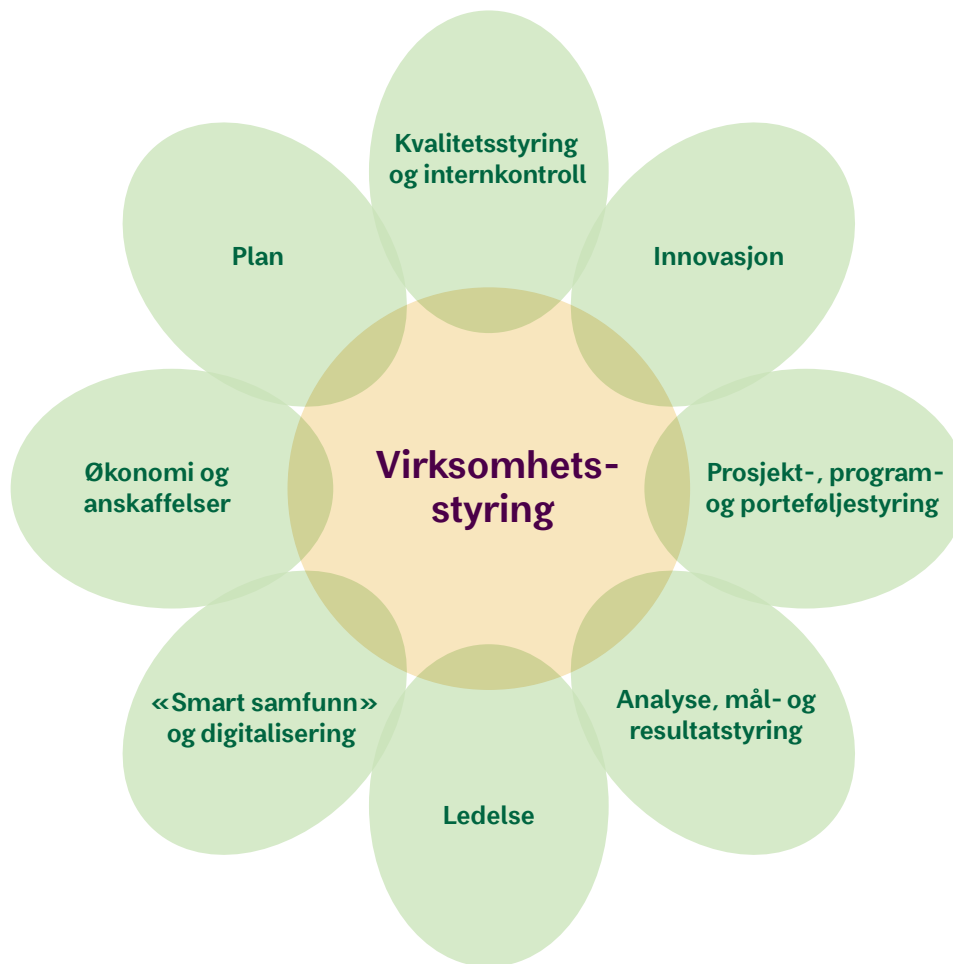 Kvalitetsstyring
og internkontroll
Plan
Innovasjon
Økonomi og
anskaffelser
Virksomhets-
styring
Prosjekt-, program-
og porteføljestyring
«Smart samfunn»
og digitalisering
Analyse, mål- og
resultatstyring
Ledelse